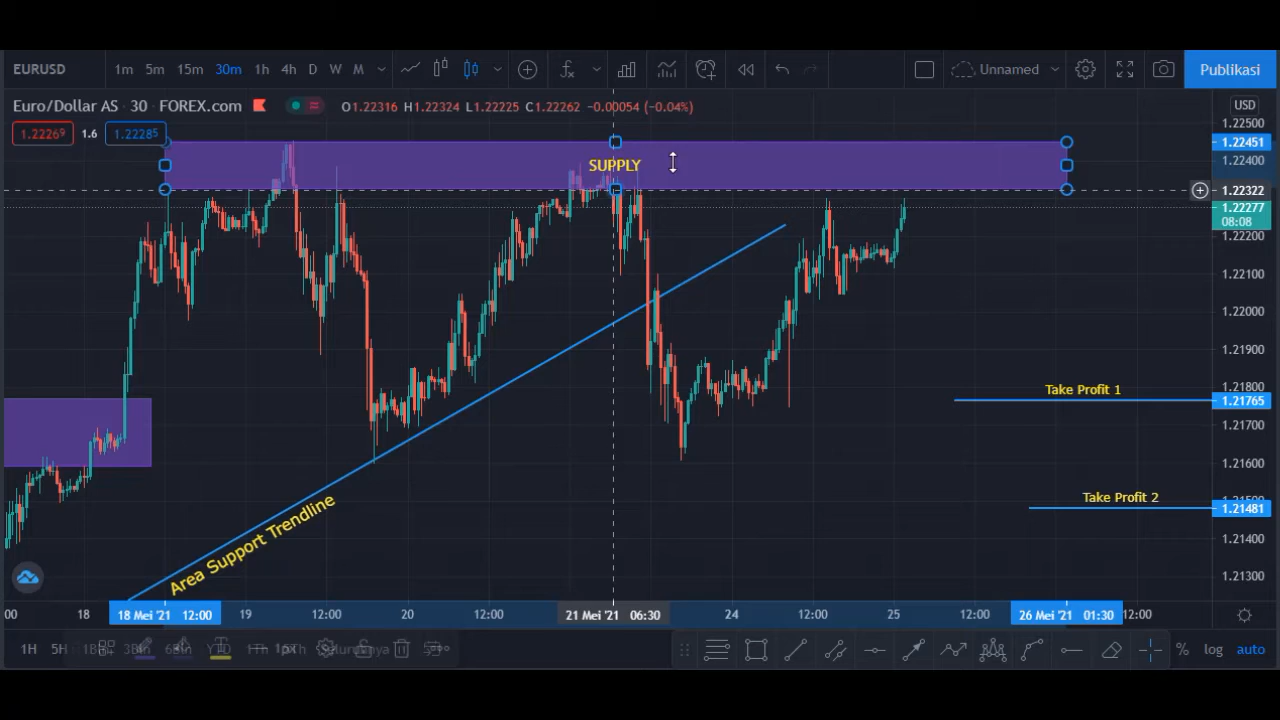 EURUSD 1m 5m 15m 30m 1h 4h D W M Unnamed Publikasi
Euro/Dollar AS · 30 · FOREX.com O1.22316 H1.22324 L1.22225 C1.22262 −0.00054 (−0.04%) USD
1.22269 1.6 1.22285
1.22500
1.22451
SUPPLY
1.22400
1.22322
1.22277
08:08
1.22200
1.22100
1.22000
1.21900
1.21800
Take Profit 1
1.21765
1.21700
1.21600
Take Profit 2
1.21481
1.21400
1.21300
Area Support Trendline
:00 18 18 Mei '21 12:00 19 12:00 20 12:00 21 Mei '21 06:30 24 12:00 25 12:00 26 Mei '21 01:30 12:00
1H 5H YTD 1px % log auto